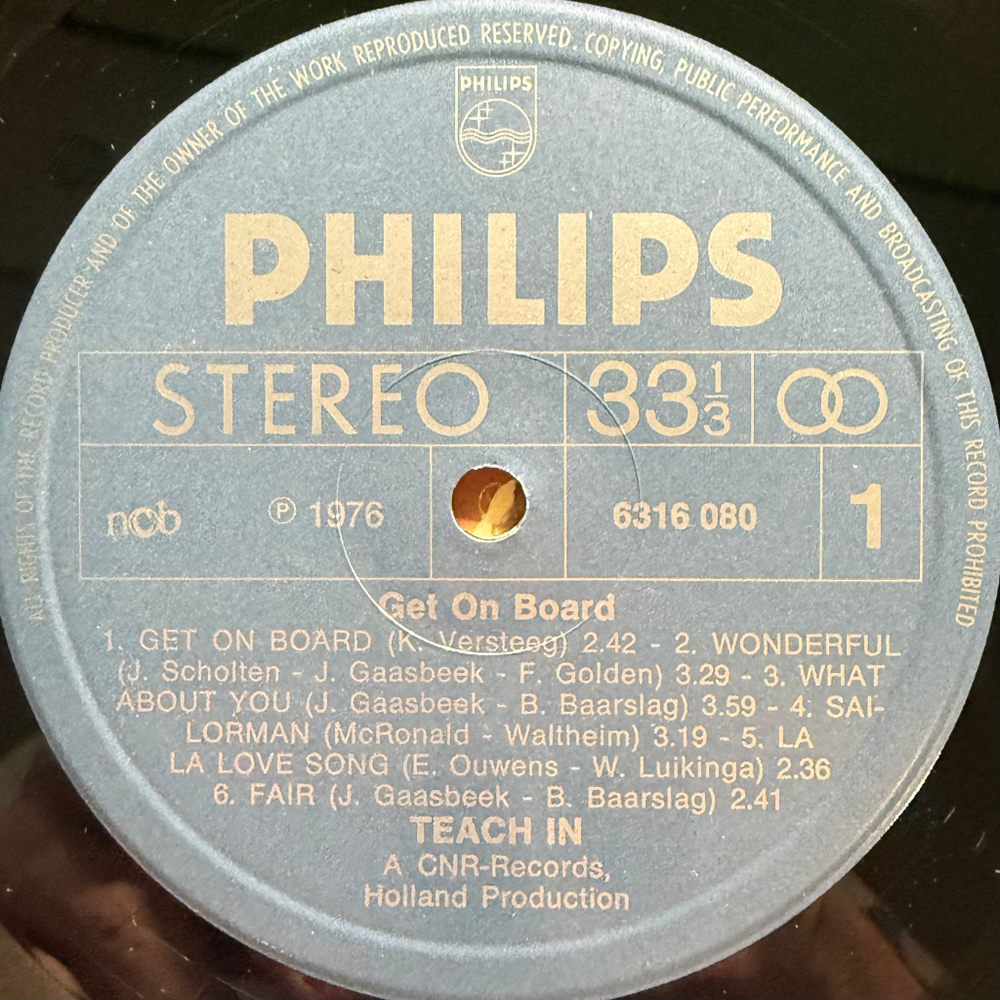 ALL RIGHTS OF THE RECORD PRODUCER AND OF THE OWNER OF THE WORK REPRODUCED RESERVED. COPYING, PUBLIC PERFORMANCE AND BROADCASTING OF THIS RECORD PROHIBITED
PHILIPS
PHILIPS
STEREO 33 1/3
ncb ℗ 1976 6316 080 1
Get On Board
1. GET ON BOARD (K. Versteeg) 2.42 - 2. WONDERFUL
(J. Scholten - J. Gaasbeek - F. Golden) 3.29 - 3. WHAT
ABOUT YOU (J. Gaasbeek - B. Baarslag) 3.59 - 4. SAI-
LORMAN (McRonald - Waltheim) 3.19 - 5. LA
LA LOVE SONG (E. Ouwens - W. Luikinga) 2.36
6. FAIR (J. Gaasbeek - B. Baarslag) 2.41
TEACH IN
A CNR-Records,
Holland Production